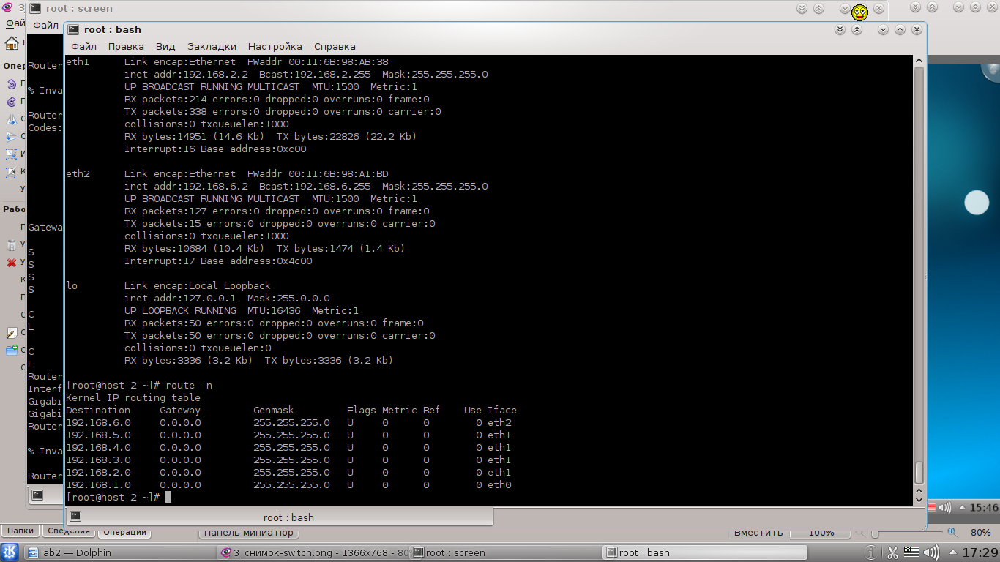 root : screen
root : bash
Файл
Файл Правка Вид Закладки Настройка Справка
eth1 Link encap:Ethernet HWaddr 00:11:6B:98:AB:38
inet addr:192.168.2.2 Bcast:192.168.2.255 Mask:255.255.255.0
UP BROADCAST RUNNING MULTICAST MTU:1500 Metric:1
RX packets:214 errors:0 dropped:0 overruns:0 frame:0
TX packets:338 errors:0 dropped:0 overruns:0 carrier:0
collisions:0 txqueuelen:1000
RX bytes:14951 (14.6 Kb) TX bytes:22826 (22.2 Kb)
Interrupt:16 Base address:0xc00
eth2 Link encap:Ethernet HWaddr 00:11:6B:98:A1:BD
inet addr:192.168.6.2 Bcast:192.168.6.255 Mask:255.255.255.0
UP BROADCAST RUNNING MULTICAST MTU:1500 Metric:1
RX packets:127 errors:0 dropped:0 overruns:0 frame:0
TX packets:15 errors:0 dropped:0 overruns:0 carrier:0
collisions:0 txqueuelen:1000
RX bytes:10684 (10.4 Kb) TX bytes:1474 (1.4 Kb)
Interrupt:17 Base address:0x4c00
lo Link encap:Local Loopback
inet addr:127.0.0.1 Mask:255.0.0.0
UP LOOPBACK RUNNING MTU:16436 Metric:1
RX packets:50 errors:0 dropped:0 overruns:0 frame:0
TX packets:50 errors:0 dropped:0 overruns:0 carrier:0
collisions:0 txqueuelen:0
RX bytes:3336 (3.2 Kb) TX bytes:3336 (3.2 Kb)
[root@host-2 ~]# route -n
Kernel IP routing table
Destination Gateway Genmask Flags Metric Ref Use Iface
192.168.6.0 0.0.0.0 255.255.255.0 U 0 0 0 eth2
192.168.5.0 0.0.0.0 255.255.255.0 U 0 0 0 eth1
192.168.4.0 0.0.0.0 255.255.255.0 U 0 0 0 eth1
192.168.3.0 0.0.0.0 255.255.255.0 U 0 0 0 eth1
192.168.2.0 0.0.0.0 255.255.255.0 U 0 0 0 eth1
192.168.1.0 0.0.0.0 255.255.255.0 U 0 0 0 eth0
[root@host-2 ~]#
Router
% Inva
Router
Codes:
Gatewa
S
S
S
S
C
L
C
L
Router
Interf
Gigabi
Gigabi
Router
% Inva
Router
root : bash
15:46
Папки Сведения Операции Панель миниатюр Вместить 100% 80%
lab2 — Dolphin 3_снимок-switch.png - 1366x768 - 80 root : screen root : bash 17:29